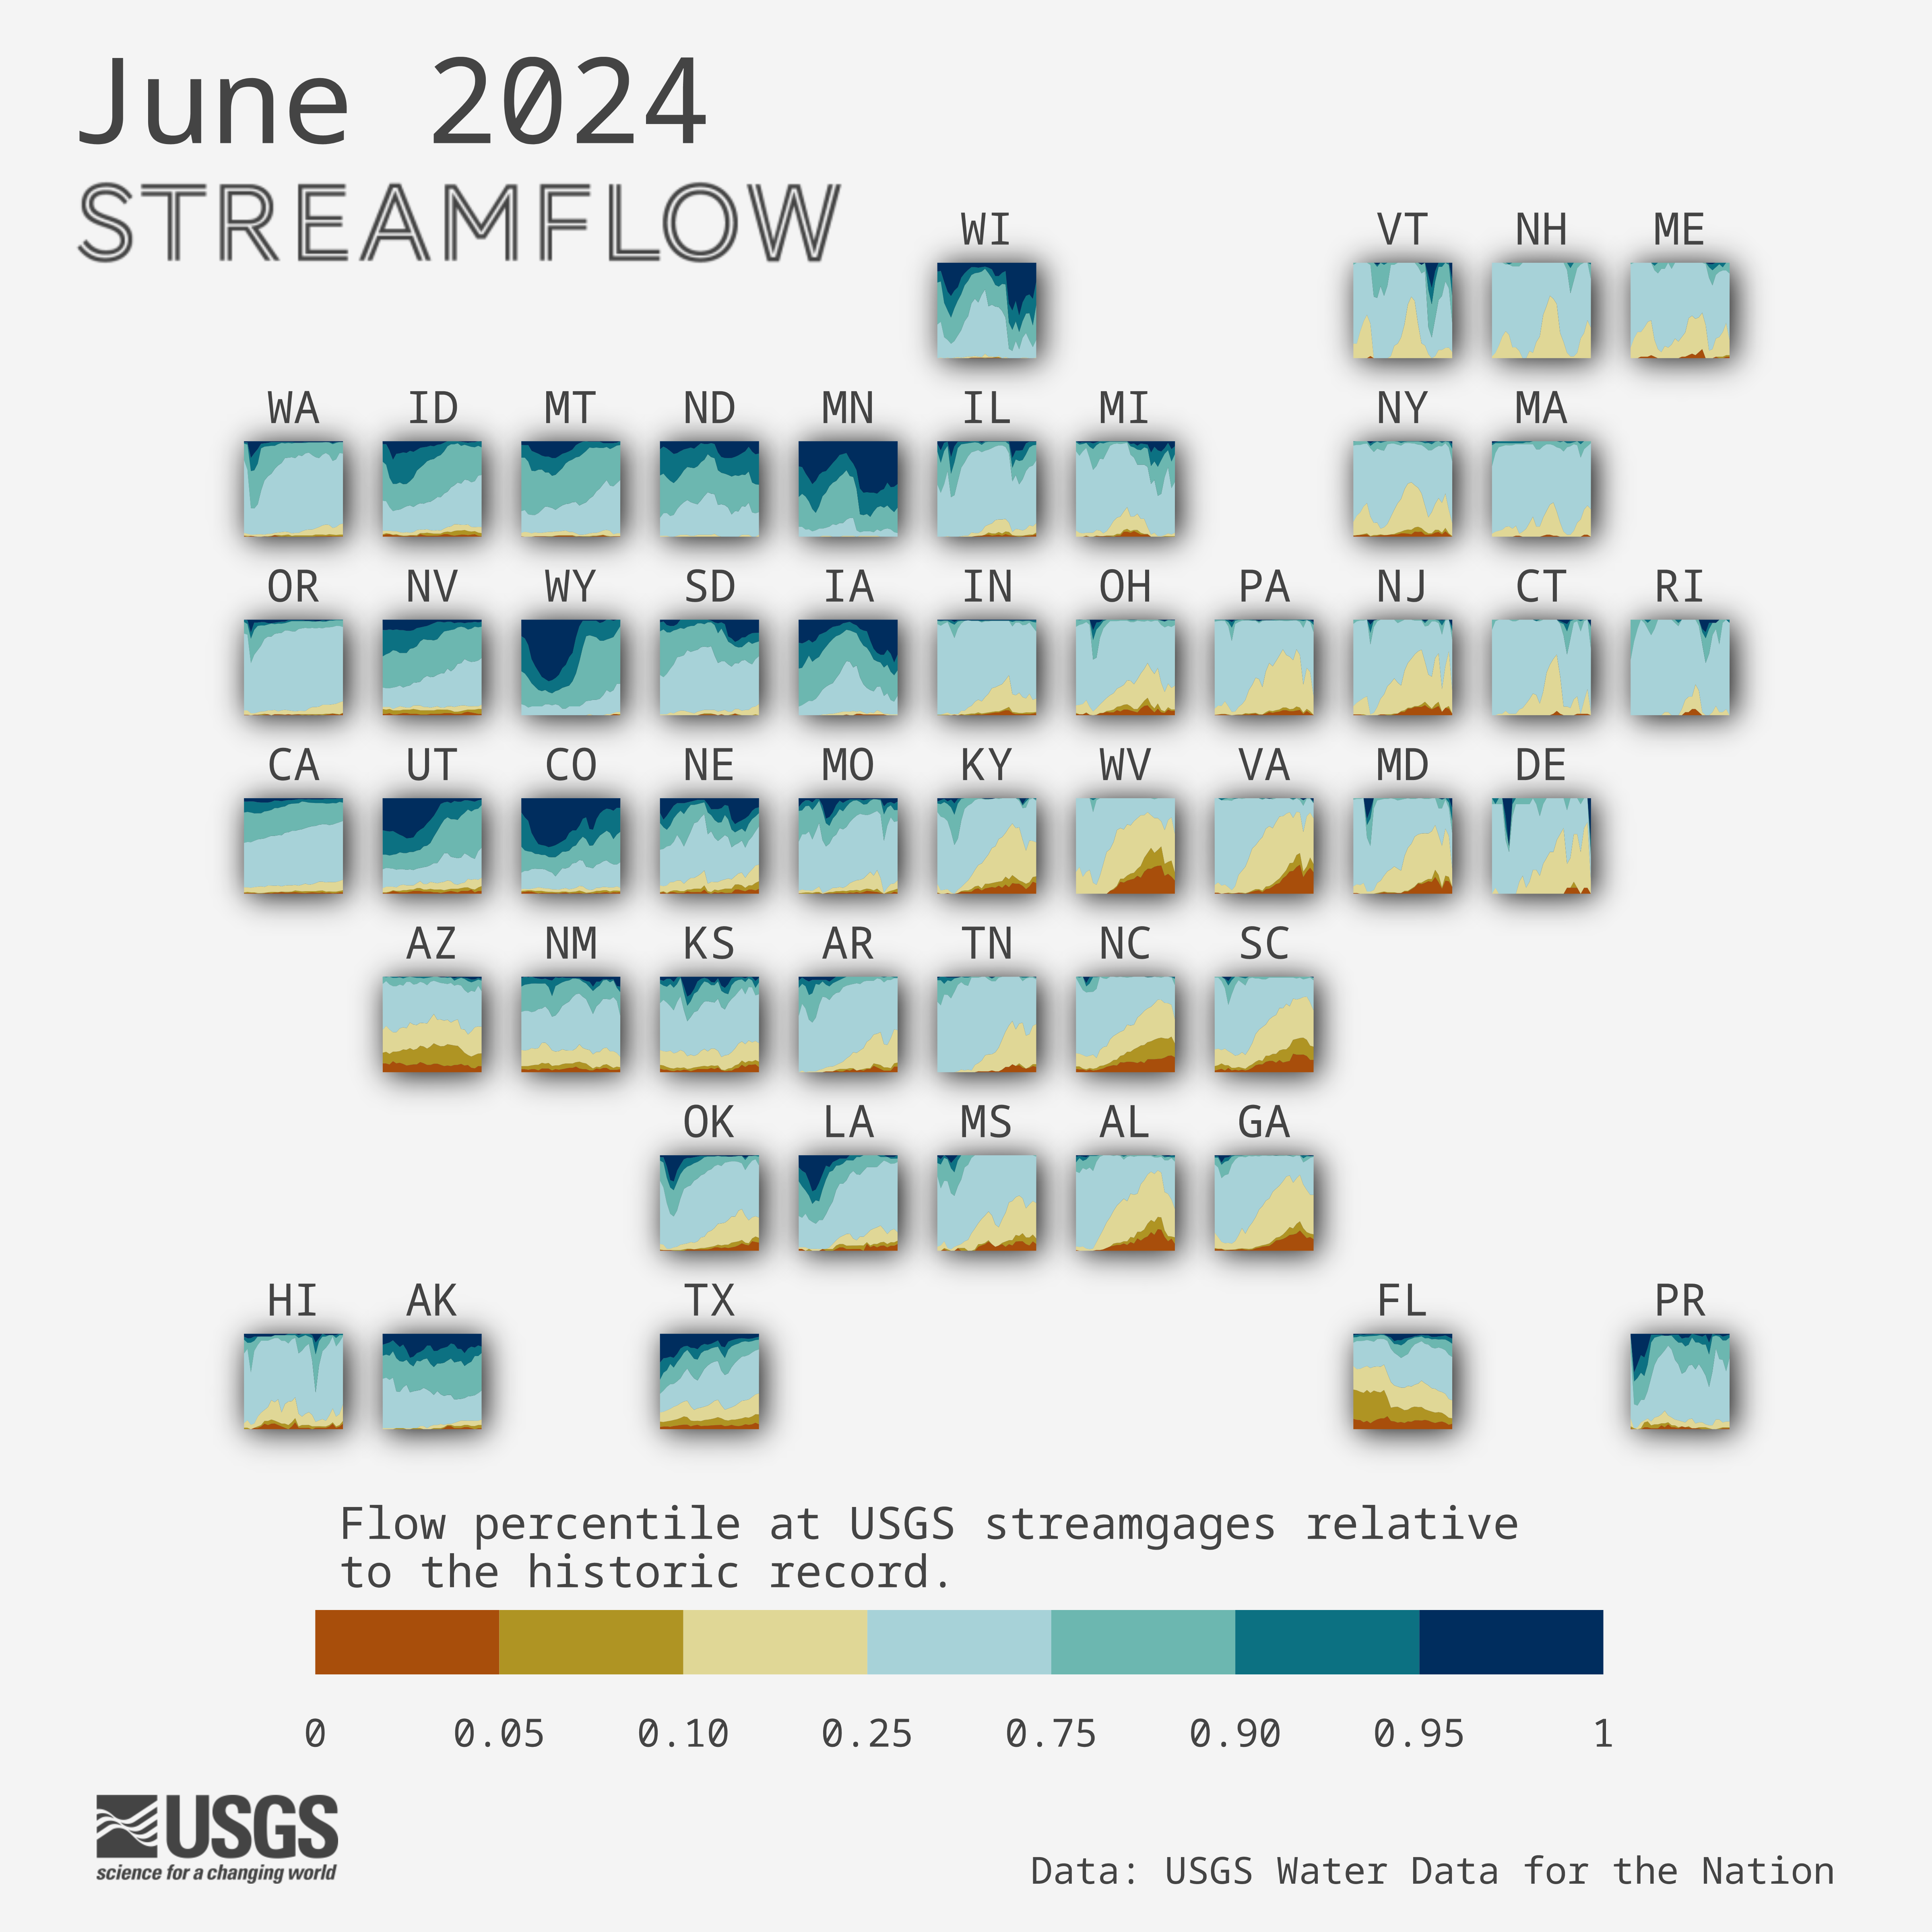 June 2024
STREAMFLOW
WI VT NH ME
WA ID MT ND MN IL MI NY MA
OR NV WY SD IA IN OH PA NJ CT RI
CA UT CO NE MO KY WV VA MD DE
AZ NM KS AR TN NC SC
OK LA MS AL GA
HI AK TX FL PR
Flow percentile at USGS streamgages relative
to the historic record.
0 0.05 0.10 0.25 0.75 0.90 0.95 1
USGS
science for a changing world
Data: USGS Water Data for the Nation